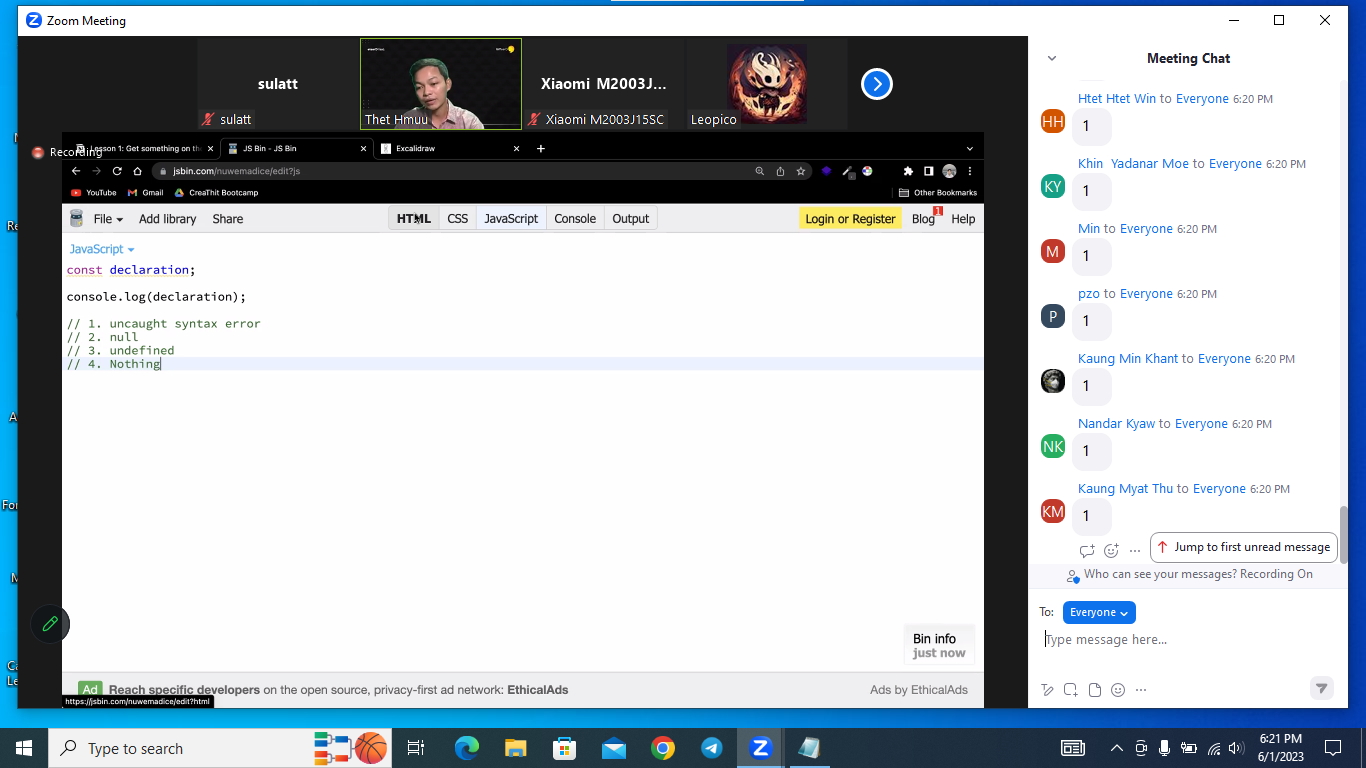 Zoom Meeting
sulatt
sulatt
Thet Hmuu
Xiaomi M2003J...
Xiaomi M2003J15SC
Leopico
Recording
Lesson 1: Get something on the
JS Bin - JS Bin
Excalidraw
jsbin.com/nuwemadice/edit?js
YouTube
Gmail
CreaThit Bootcamp
Other Bookmarks
File
Add library
Share
HTML
CSS
JavaScript
Console
Output
Login or Register
Blog
1
Help
JavaScript
const declaration;
console.log(declaration);
// 1. uncaught syntax error
// 2. null
// 3. undefined
// 4. Nothing
Bin info
just now
Ad
Reach specific developers on the open source, privacy-first ad network: EthicalAds
Ads by EthicalAds
https://jsbin.com/nuwemadice/edit?html
Meeting Chat
Htet Htet Win to Everyone 6:20 PM
HH
1
Khin Yadanar Moe to Everyone 6:20 PM
KY
1
Min to Everyone 6:20 PM
M
1
pzo to Everyone 6:20 PM
P
1
Kaung Min Khant to Everyone 6:20 PM
1
Nandar Kyaw to Everyone 6:20 PM
NK
1
Kaung Myat Thu to Everyone 6:20 PM
KM
1
Jump to first unread message
Who can see your messages? Recording On
To:
Everyone
Type message here...
Type to search
6:21 PM
6/1/2023